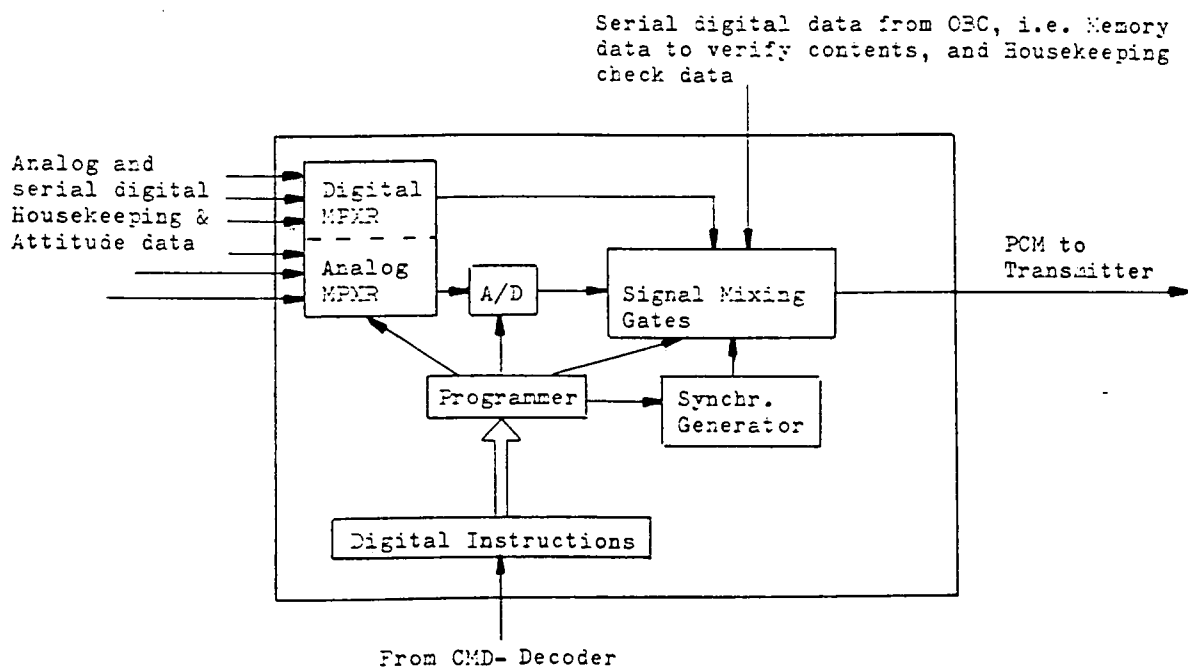 Serial digital data from OBC, i.e. Memory
data to verify contents, and Housekeeping
check data
Analog and
serial digital
Housekeeping &
Attitude data
Digital
MPXR
Analog
MPXR
A/D
Signal Mixing
Gates
PCM to
Transmitter
Programmer
Synchr.
Generator
Digital Instructions
From CMD- Decoder